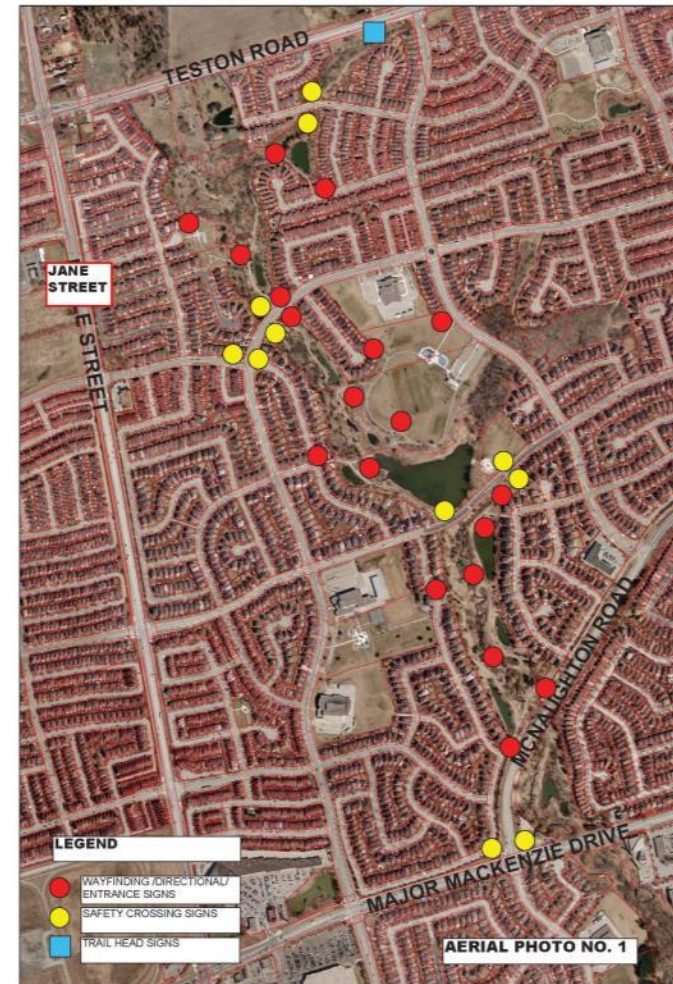 TESTON ROAD
JANE
STREET
E STREET
MCNAUGHTON ROAD
MAJOR MACKENZIE DRIVE
LEGEND
WAYFINDING /DIRECTIONAL/
ENTRANCE SIGNS
SAFETY CROSSING SIGNS
TRAIL HEAD SIGNS
AERIAL PHOTO NO. 1